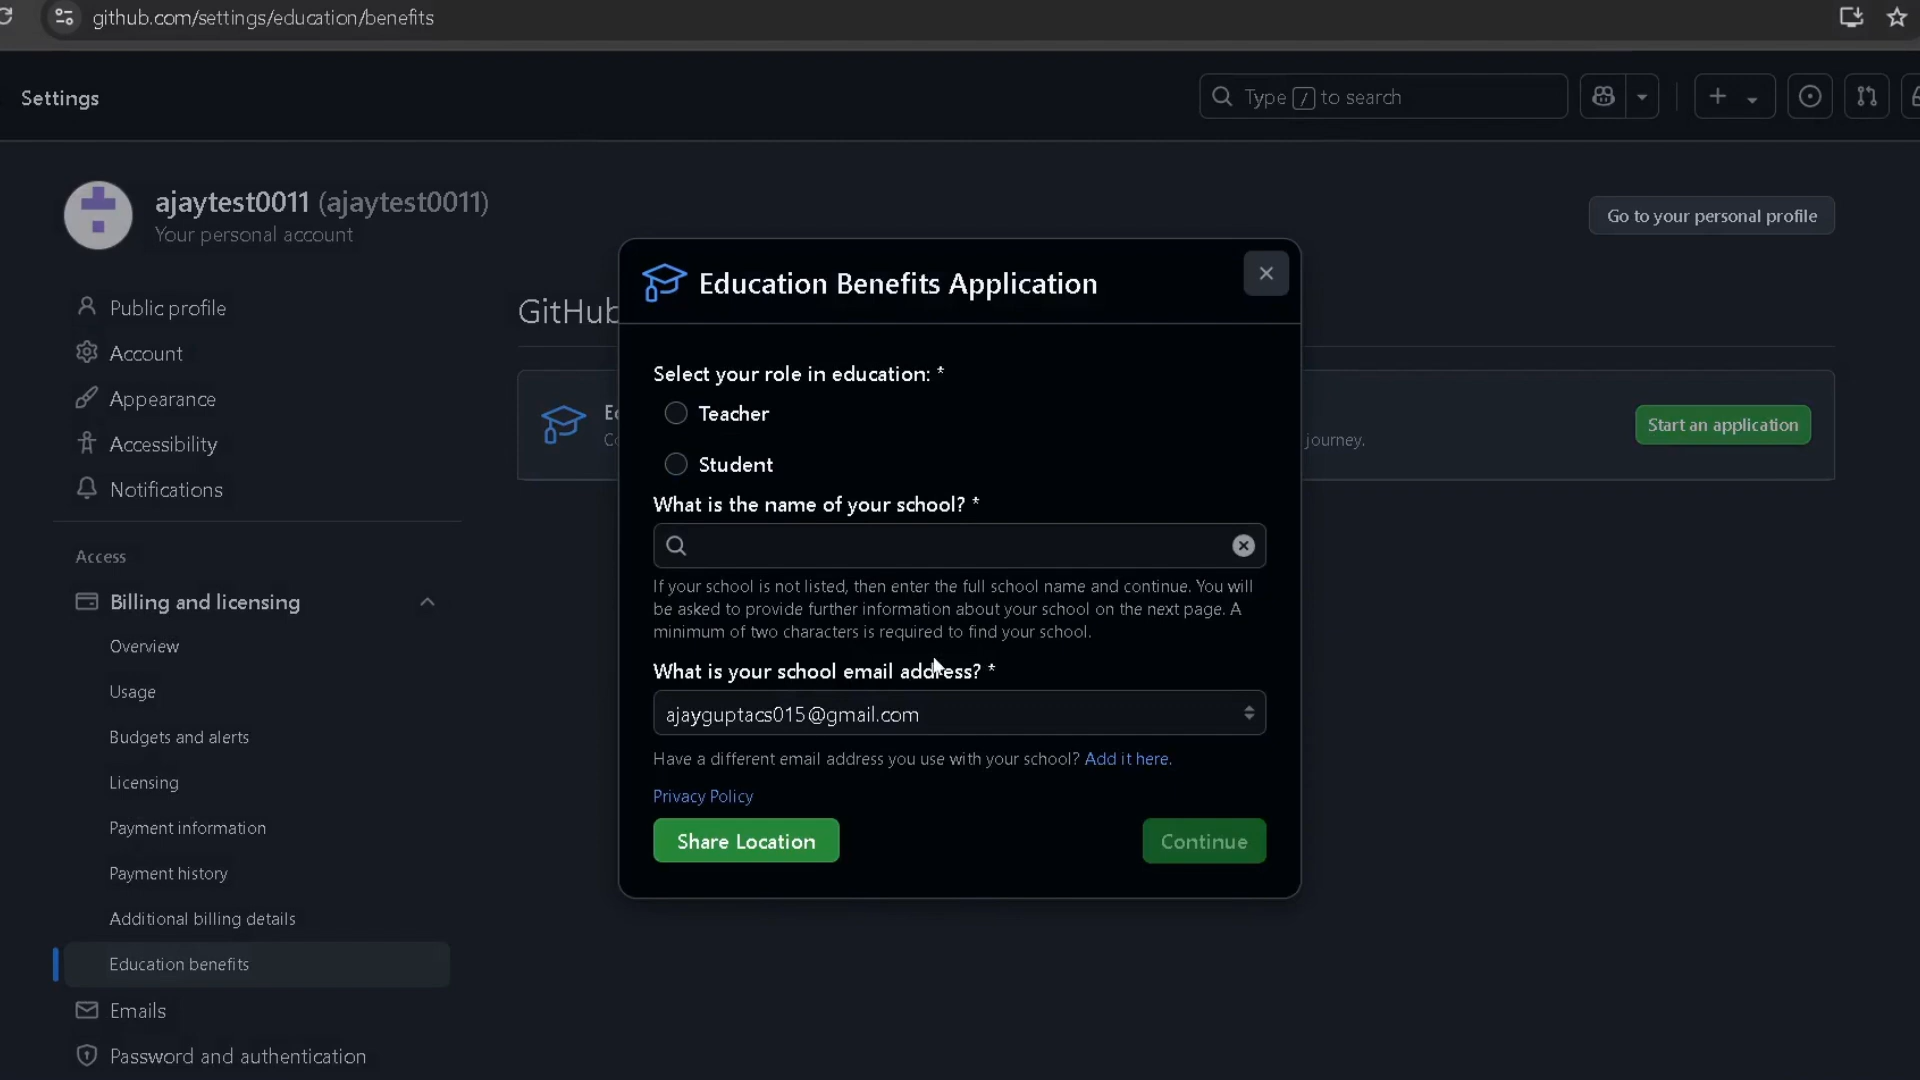 github.com/settings/education/benefits
Settings
Type / to search
ajaytest0011 (ajaytest0011)
Your personal account
Go to your personal profile
Public profile
Account
Appearance
Accessibility
Notifications
Access
Billing and licensing
Overview
Usage
Budgets and alerts
Licensing
Payment information
Payment history
Additional billing details
Education benefits
Emails
Password and authentication
GitHub
journey.
Start an application
Education Benefits Application
Select your role in education: *
Teacher
Student
What is the name of your school? *
If your school is not listed, then enter the full school name and continue. You will
be asked to provide further information about your school on the next page. A
minimum of two characters is required to find your school.
What is your school email address? *
ajayguptacs015@gmail.com
Have a different email address you use with your school? Add it here.
Privacy Policy
Share Location
Continue